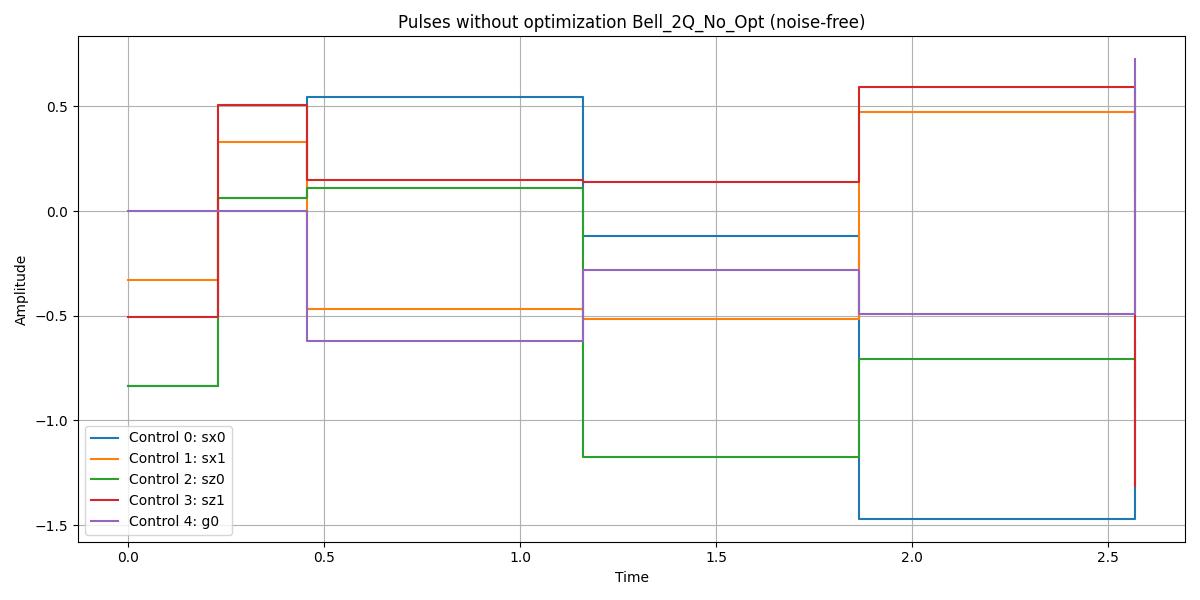 Pulses without optimization Bell_2Q_No_Opt (noise-free)
Amplitude
0.5
0.0
−0.5
−1.0
−1.5
Control 0: sx0
Control 1: sx1
Control 2: sz0
Control 3: sz1
Control 4: g0
0.0 0.5 1.0 1.5 2.0 2.5
Time